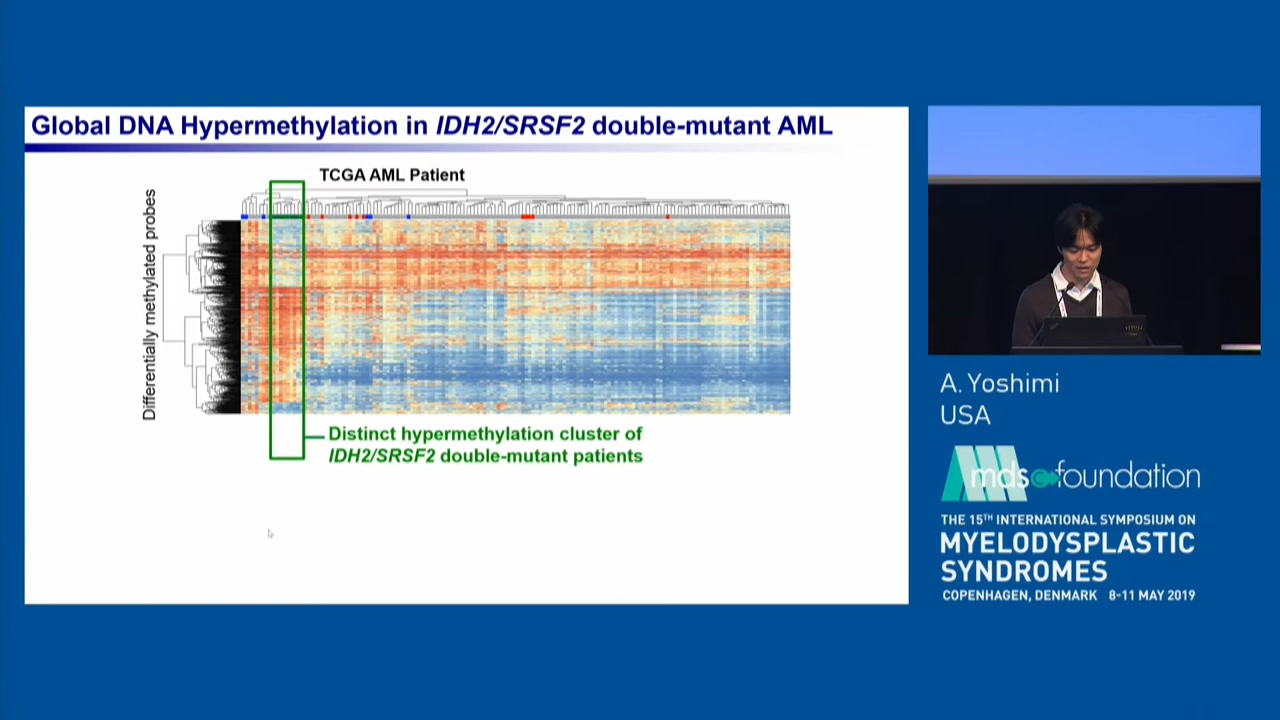 Global DNA Hypermethylation in IDH2/SRSF2 double-mutant AML
TCGA AML Patient
Differentially methylated probes
Distinct hypermethylation cluster of
IDH2/SRSF2 double-mutant patients
A. Yoshimi
USA
mds foundation
THE 15TH INTERNATIONAL SYMPOSIUM ON
MYELODYSPLASTIC
SYNDROMES
COPENHAGEN, DENMARK 8-11 MAY 2019